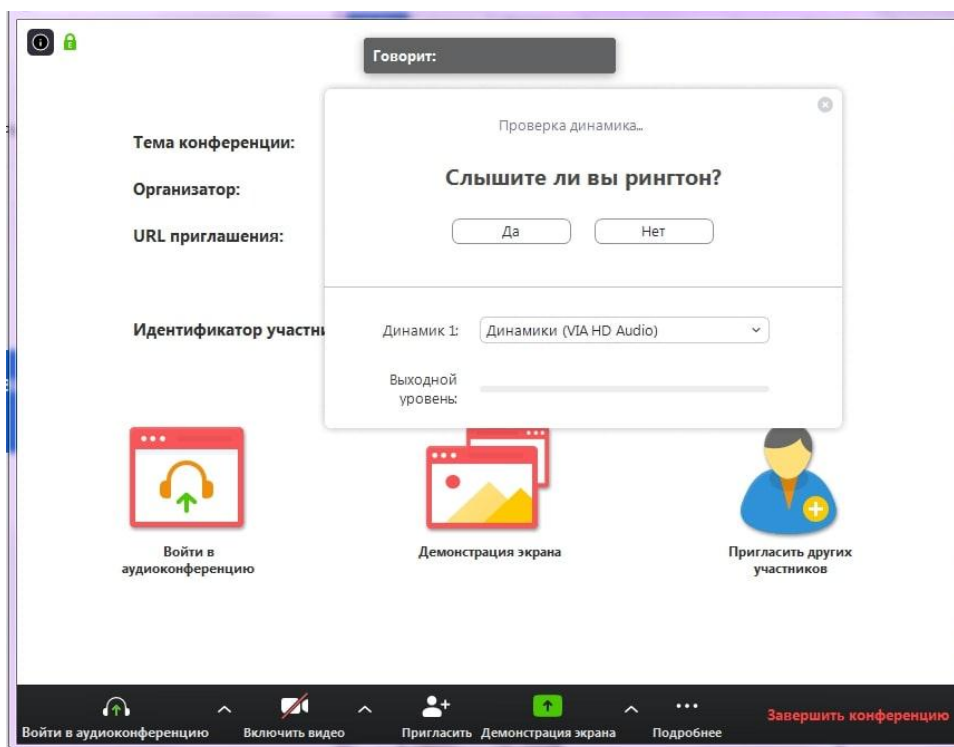 Говорит:
Проверка динамика...
Тема конференции:
Слышите ли вы рингтон?
Организатор:
Да
Нет
URL приглашения:
Идентификатор участни
Динамик 1:
Динамики (VIA HD Audio)
Выходной
уровень:
Войти в
аудиоконференцию
Демонстрация экрана
Пригласить других
участников
Войти в аудиоконференцию
Включить видео
Пригласить
Демонстрация экрана
Подробнее
Завершить конференцию